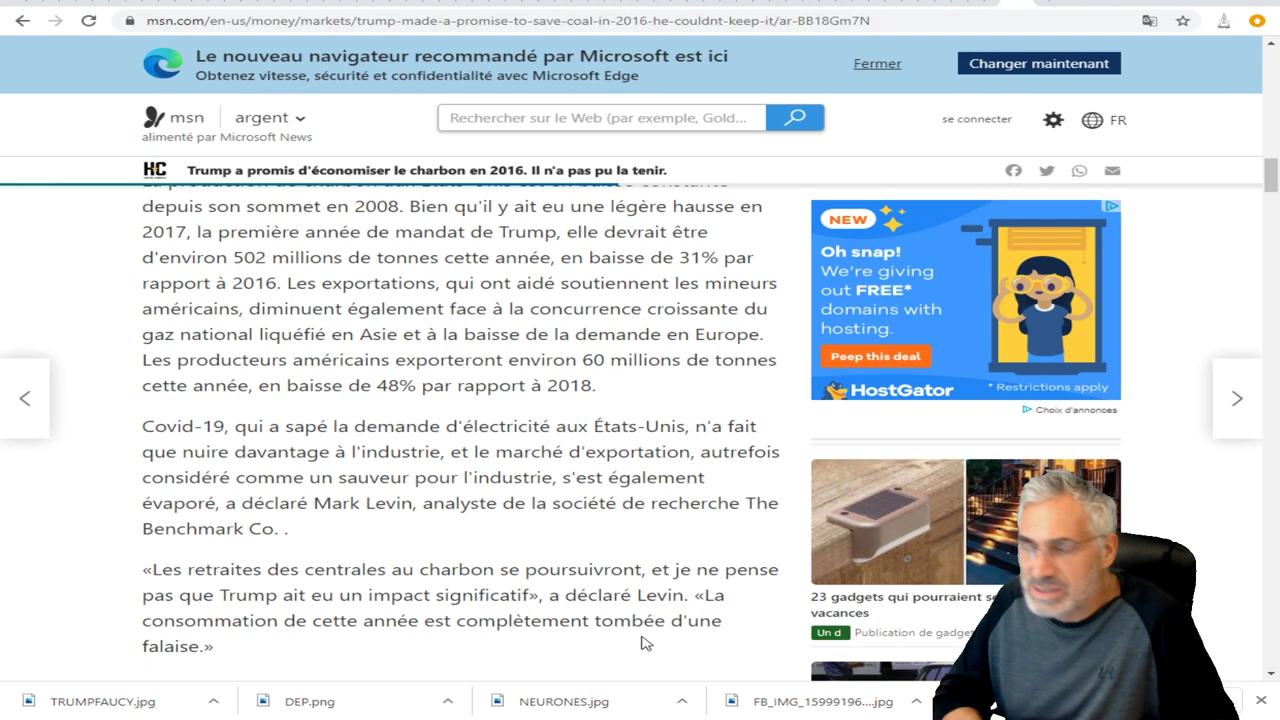 msn.com/en-us/money/markets/trump-made-a-promise-to-save-coal-in-2016-he-couldnt-keep-it/ar-BB18Gm7N
Le nouveau navigateur recommandé par Microsoft est ici
Obtenez vitesse, sécurité et confidentialité avec Microsoft Edge
Fermer
Changer maintenant
msn
argent
alimenté par Microsoft News
Rechercher sur le Web (par exemple, Gold...
se connecter
FR
HC
Trump a promis d'économiser le charbon en 2016. Il n'a pas pu la tenir.
La production de charbon aux États-Unis est en baisse constante
depuis son sommet en 2008. Bien qu'il y ait eu une légère hausse en
2017, la première année de mandat de Trump, elle devrait être
d'environ 502 millions de tonnes cette année, en baisse de 31% par
rapport à 2016. Les exportations, qui ont aidé soutiennent les mineurs
américains, diminuent également face à la concurrence croissante du
gaz national liquéfié en Asie et à la baisse de la demande en Europe.
Les producteurs américains exporteront environ 60 millions de tonnes
cette année, en baisse de 48% par rapport à 2018.
Covid-19, qui a sapé la demande d'électricité aux États-Unis, n'a fait
que nuire davantage à l'industrie, et le marché d'exportation, autrefois
considéré comme un sauveur pour l'industrie, s'est également
évaporé, a déclaré Mark Levin, analyste de la société de recherche The
Benchmark Co. .
«Les retraites des centrales au charbon se poursuivront, et je ne pense
pas que Trump ait eu un impact significatif», a déclaré Levin. «La
consommation de cette année est complètement tombée d'une
falaise.»
NEW
Oh snap!
We're giving
out FREE*
domains with
hosting.
Peep this deal
HostGator
* Restrictions apply
Choix d'annonces
23 gadgets qui pourraient
vacances
Un d
Publication de gadget
TRUMPFAUCY.jpg
DEP.png
NEURONES.jpg
FB_IMG_15999196....jpg